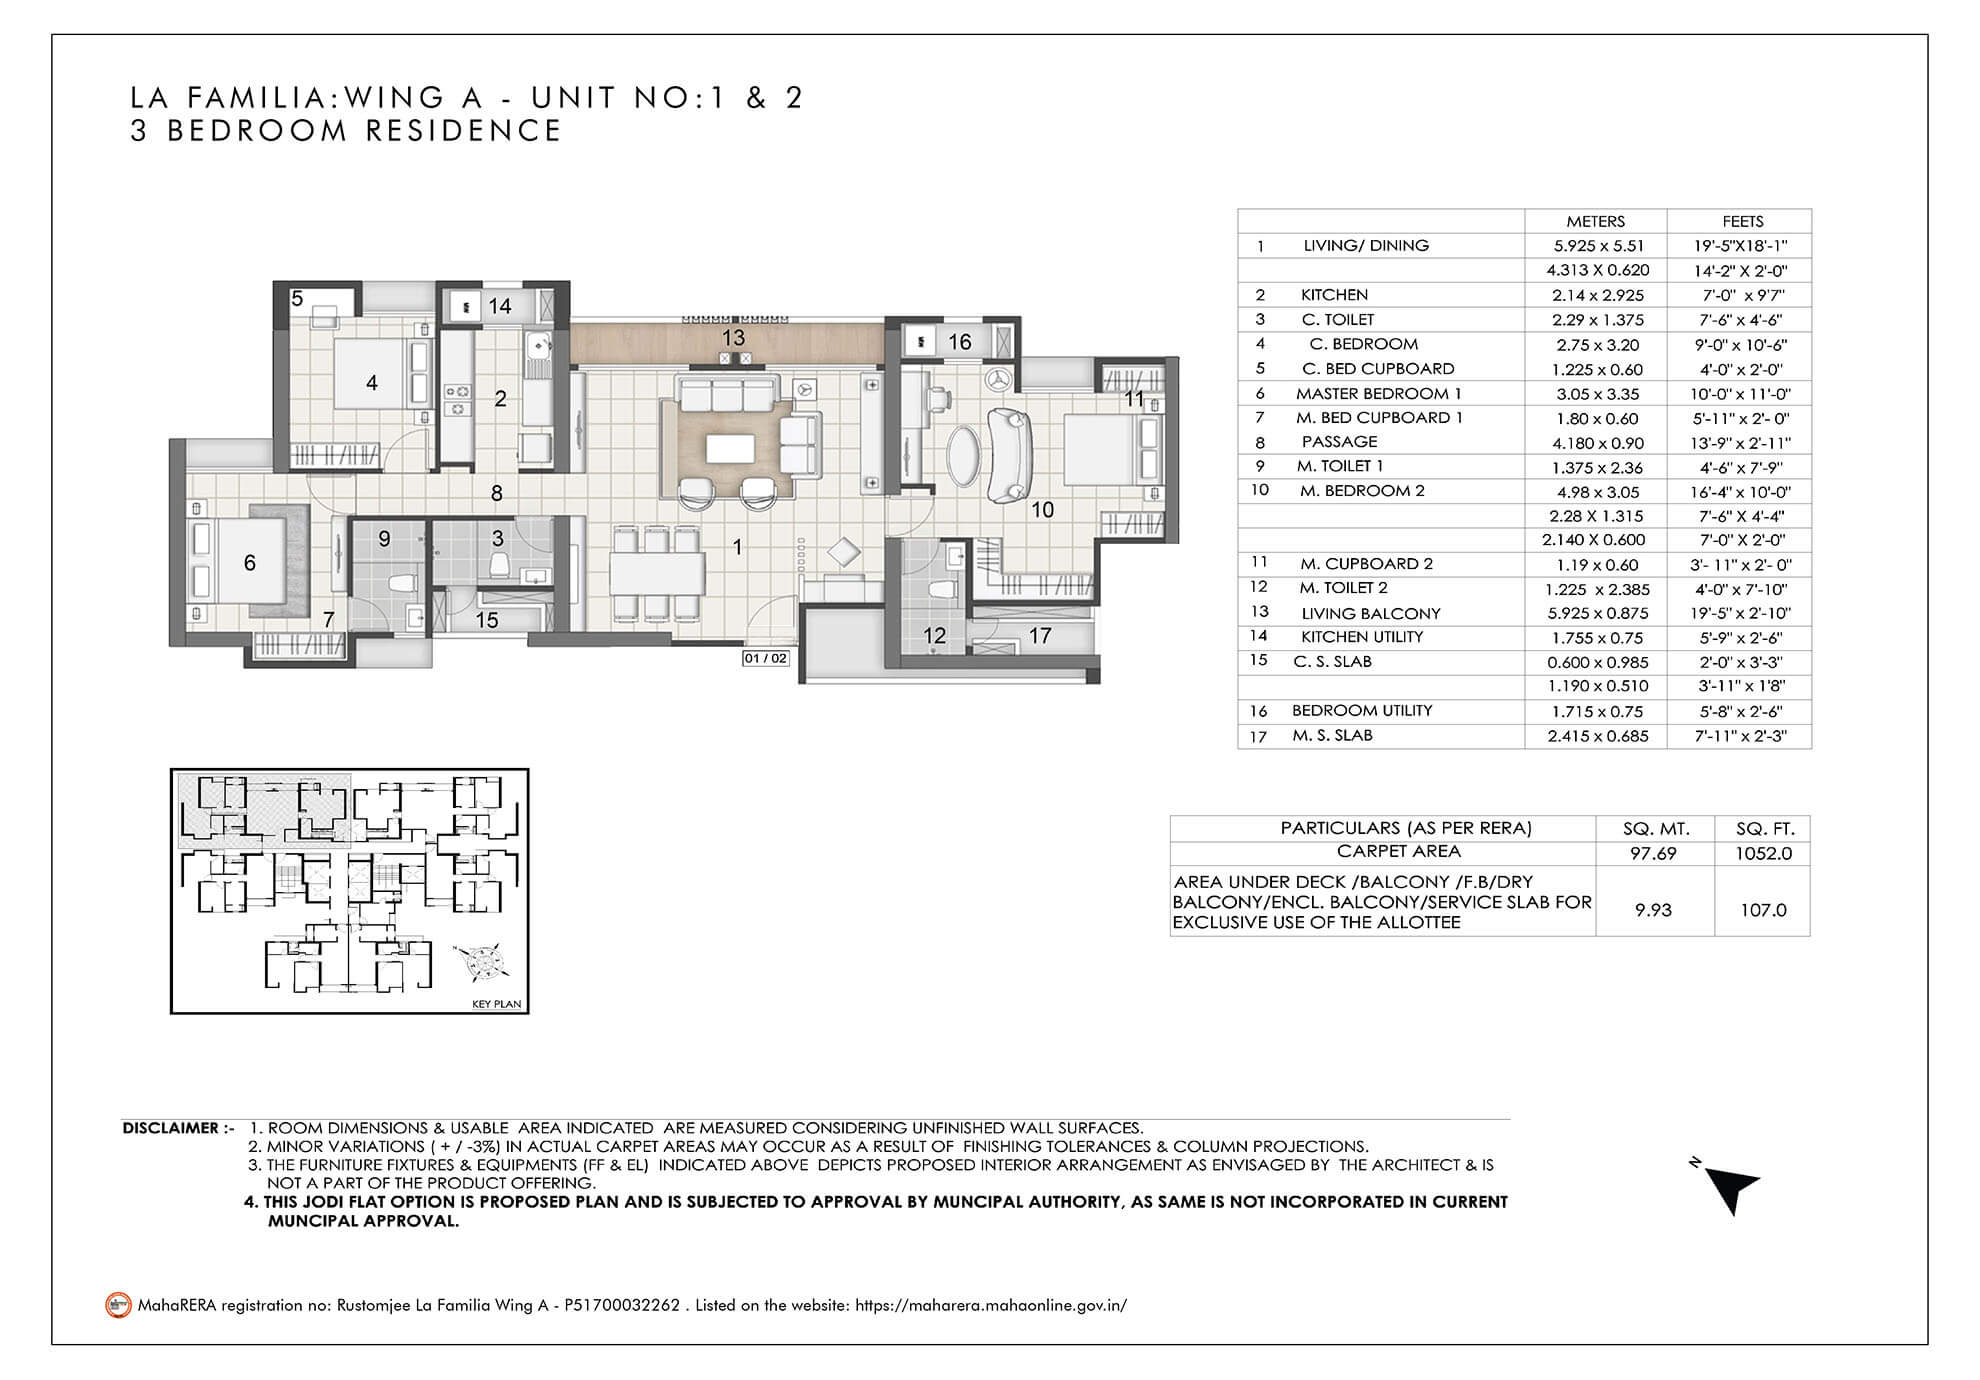 LA FAMILIA:WING A - UNIT NO:1 & 2
3 BEDROOM RESIDENCE
METERS FEETS
1 LIVING/ DINING 5.925 x 5.51 19'-5"X18'-1"
4.313 X 0.620 14'-2" X 2'-0"
2 KITCHEN 2.14 x 2.925 7'-0" x 9'7"
3 C. TOILET 2.29 x 1.375 7'-6" x 4'-6"
4 C. BEDROOM 2.75 x 3.20 9'-0" x 10'-6"
5 C. BED CUPBOARD 1.225 x 0.60 4'-0" x 2'-0"
6 MASTER BEDROOM 1 3.05 x 3.35 10'-0" x 11'-0"
7 M. BED CUPBOARD 1 1.80 x 0.60 5'-11" x 2'- 0"
8 PASSAGE 4.180 x 0.90 13'-9" x 2'-11"
9 M. TOILET 1 1.375 x 2.36 4'-6" x 7'-9"
10 M. BEDROOM 2 4.98 x 3.05 16'-4" x 10'-0"
2.28 X 1.315 7'-6" X 4'-4"
2.140 X 0.600 7'-0" X 2'-0"
11 M. CUPBOARD 2 1.19 x 0.60 3'- 11" x 2'- 0"
12 M. TOILET 2 1.225 x 2.385 4'-0" x 7'-10"
13 LIVING BALCONY 5.925 x 0.875 19'-5" x 2'-10"
14 KITCHEN UTILITY 1.755 x 0.75 5'-9" x 2'-6"
15 C. S. SLAB 0.600 x 0.985 2'-0" x 3'-3"
1.190 x 0.510 3'-11" x 1'8"
16 BEDROOM UTILITY 1.715 x 0.75 5'-8" x 2'-6"
17 M. S. SLAB 2.415 x 0.685 7'-11" x 2'-3"
5
14
13
16
4
2
11
8
10
9
3
1
6
7
15
12
17
01 / 02
N
KEY PLAN
PARTICULARS (AS PER RERA) SQ. MT. SQ. FT.
CARPET AREA 97.69 1052.0
AREA UNDER DECK /BALCONY /F.B/DRY
BALCONY/ENCL. BALCONY/SERVICE SLAB FOR
EXCLUSIVE USE OF THE ALLOTTEE 9.93 107.0
DISCLAIMER :- 1. ROOM DIMENSIONS & USABLE AREA INDICATED ARE MEASURED CONSIDERING UNFINISHED WALL SURFACES.
2. MINOR VARIATIONS ( + / -3%) IN ACTUAL CARPET AREAS MAY OCCUR AS A RESULT OF FINISHING TOLERANCES & COLUMN PROJECTIONS.
3. THE FURNITURE FIXTURES & EQUIPMENTS (FF & EL) INDICATED ABOVE DEPICTS PROPOSED INTERIOR ARRANGEMENT AS ENVISAGED BY THE ARCHITECT & IS
NOT A PART OF THE PRODUCT OFFERING.
4. THIS JODI FLAT OPTION IS PROPOSED PLAN AND IS SUBJECTED TO APPROVAL BY MUNCIPAL AUTHORITY, AS SAME IS NOT INCORPORATED IN CURRENT
MUNCIPAL APPROVAL.
N
MahaRERA registration no: Rustomjee La Familia Wing A - P51700032262 . Listed on the website: https://maharera.mahaonline.gov.in/